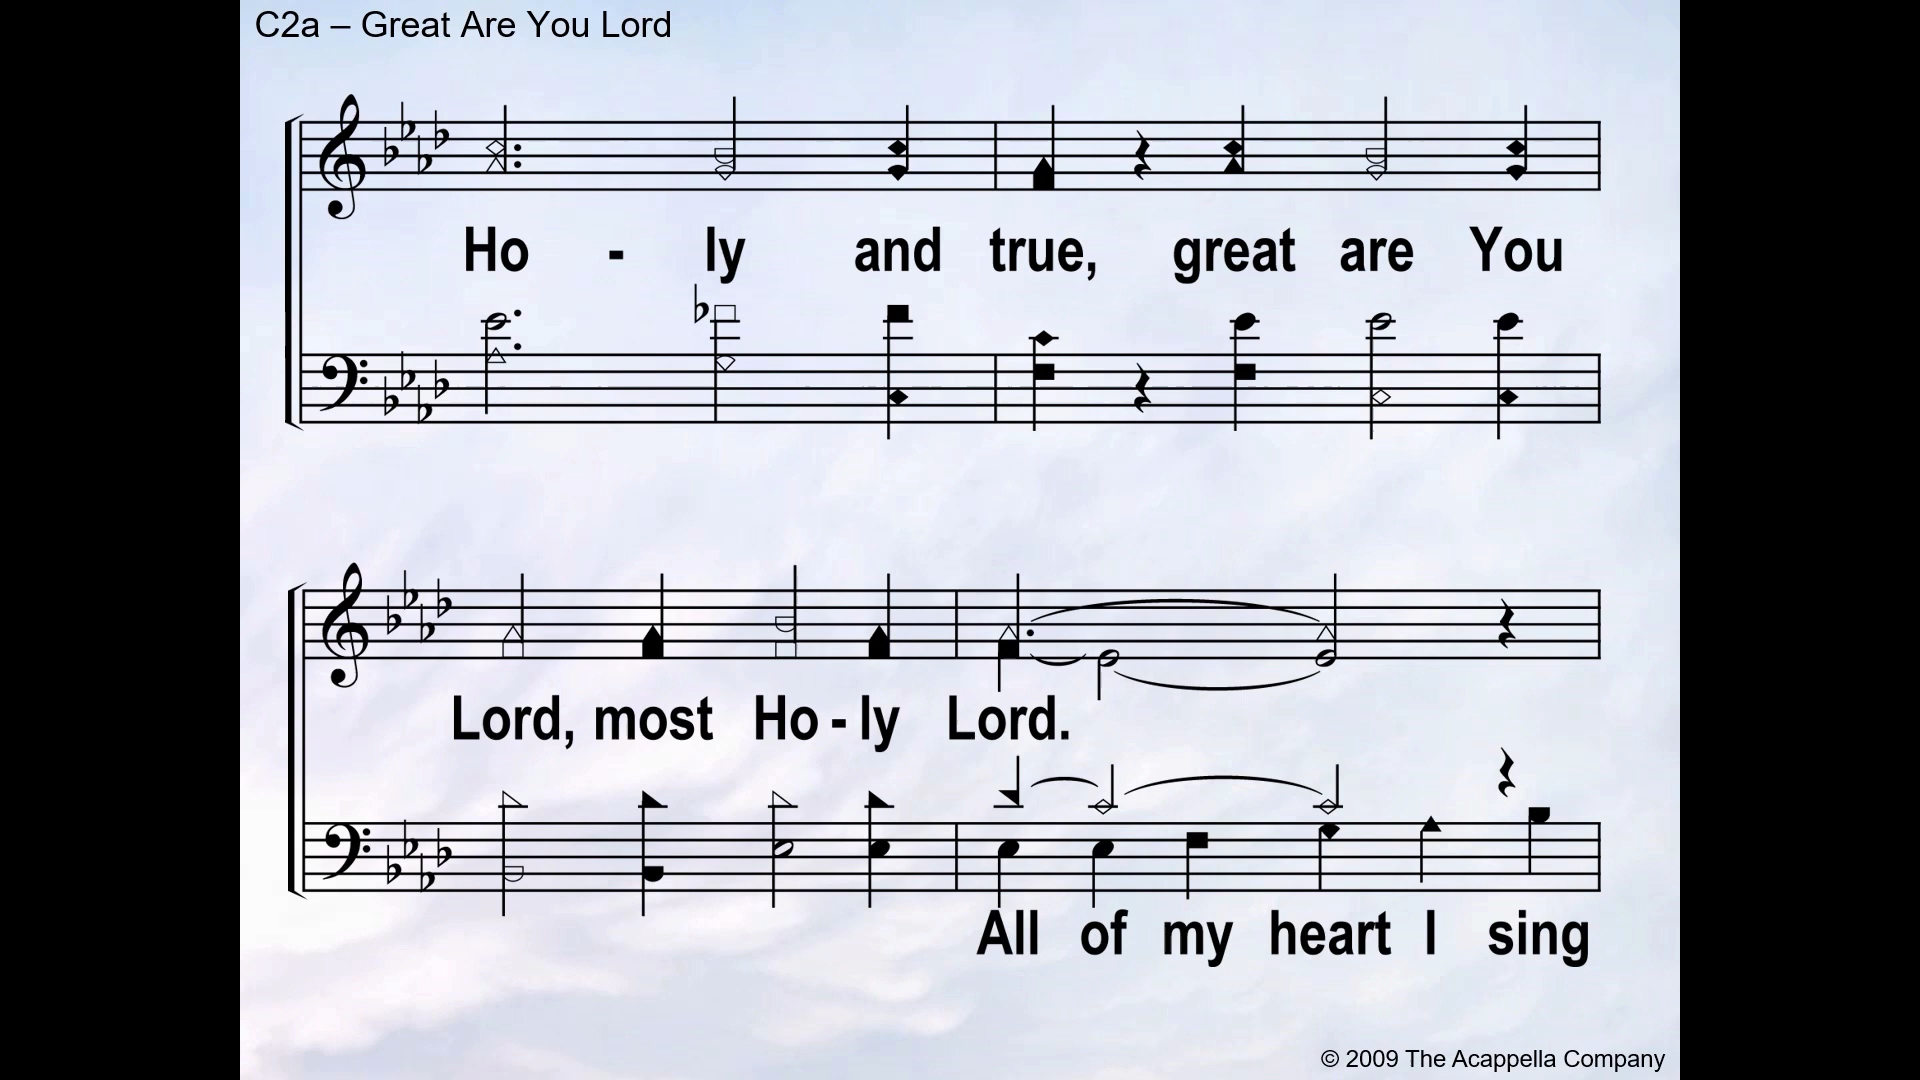 C2a – Great Are You Lord
Ho - ly and true, great are You
Lord, most Ho - ly Lord.
All of my heart I sing
© 2009 The Acappella Company